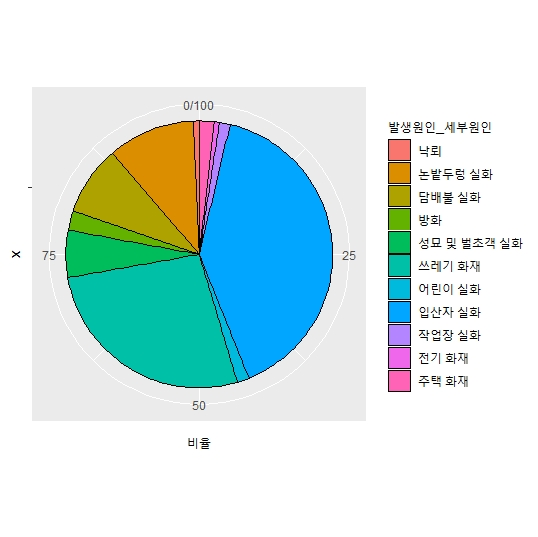 0/100
25
50
75
x
비율
발생원인_세부원인
낙뢰
논밭두렁 실화
담배불 실화
방화
성묘 및 벌초객 실화
쓰레기 화재
어린이 실화
입산자 실화
작업장 실화
전기 화재
주택 화재